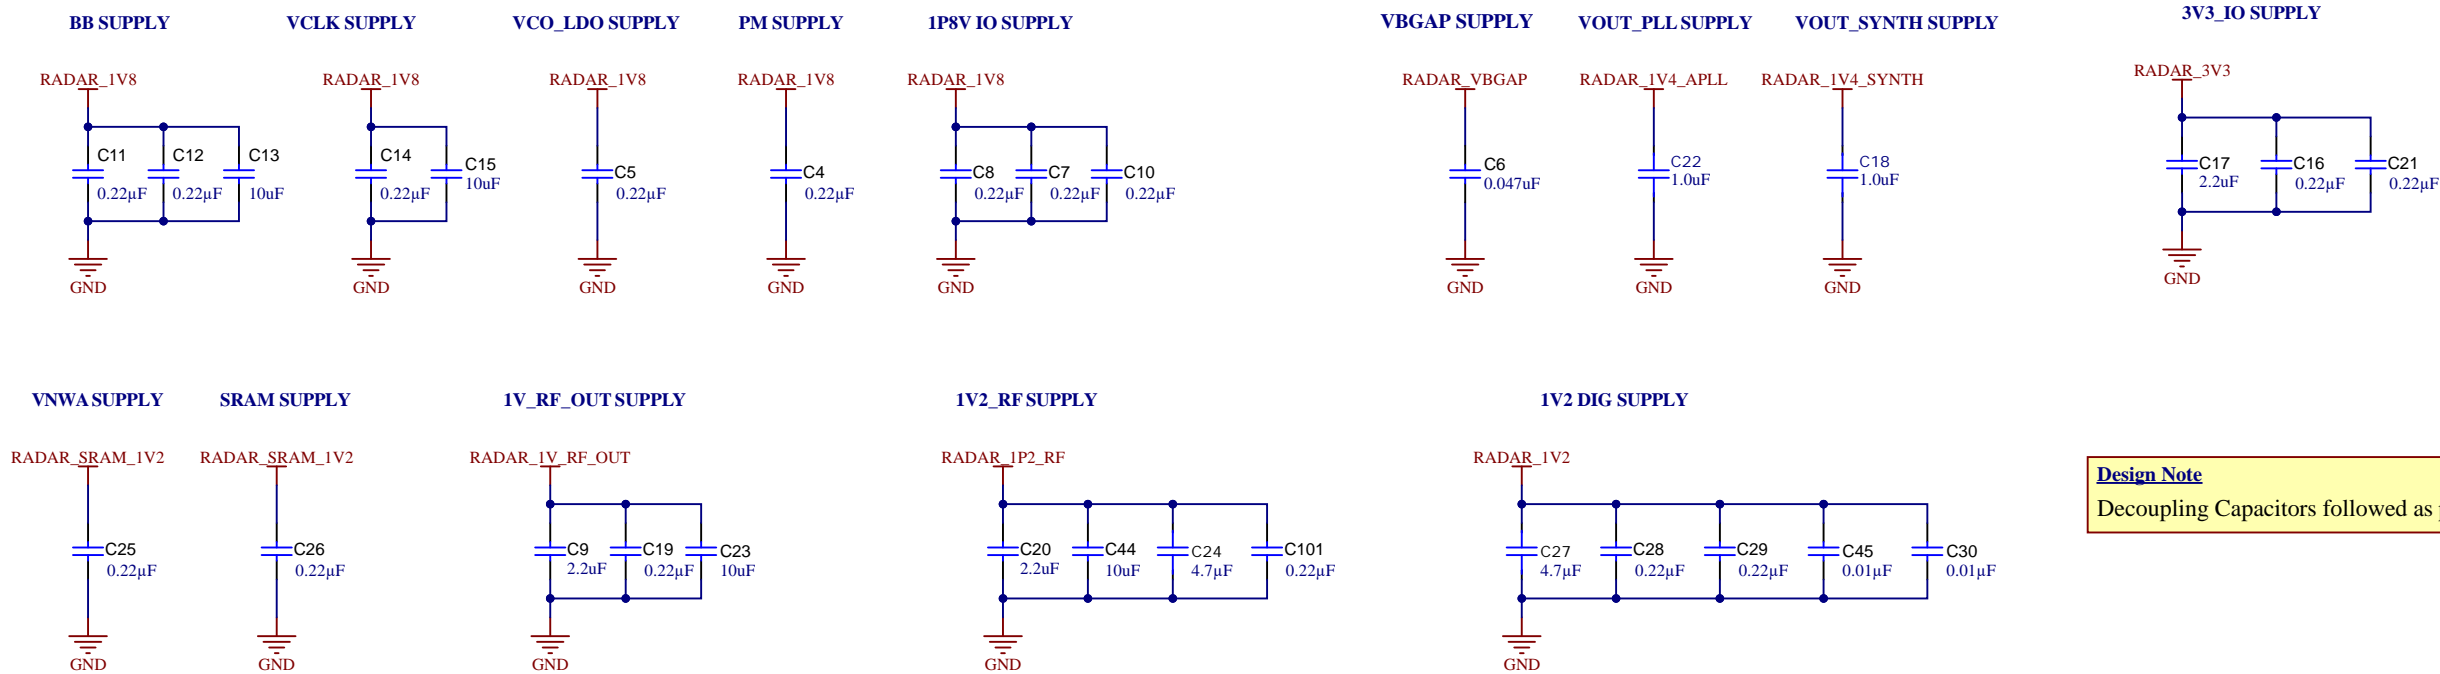 BB SUPPLY
RADAR_1V8
C11
0.22µF
C12
0.22µF
C13
10uF
GND
VCLK SUPPLY
RADAR_1V8
C14
0.22µF
C15
10uF
GND
VCO_LDO SUPPLY
RADAR_1V8
C5
0.22µF
GND
PM SUPPLY
RADAR_1V8
C4
0.22µF
GND
1P8V IO SUPPLY
RADAR_1V8
C8
0.22µF
C7
0.22µF
C10
0.22µF
GND
VBGAP SUPPLY
RADAR_VBGAP
C6
0.047uF
GND
VOUT_PLL SUPPLY
RADAR_1V4_APLL
C22
1.0uF
GND
VOUT_SYNTH SUPPLY
RADAR_1V4_SYNTH
C18
1.0uF
GND
3V3_IO SUPPLY
RADAR_3V3
C17
2.2uF
C16
0.22µF
C21
0.22µF
GND
VNWA SUPPLY
RADAR_SRAM_1V2
C25
0.22µF
GND
SRAM SUPPLY
RADAR_SRAM_1V2
C26
0.22µF
GND
1V_RF_OUT SUPPLY
RADAR_1V_RF_OUT
C9
2.2uF
C19
0.22µF
C23
10uF
GND
1V2_RF SUPPLY
RADAR_1P2_RF
C20
2.2uF
C44
10uF
C24
4.7µF
C101
0.22µF
GND
1V2 DIG SUPPLY
RADAR_1V2
C27
4.7µF
C28
0.22µF
C29
0.22µF
C45
0.01µF
C30
0.01µF
GND
Design Note
Decoupling Capacitors followed as